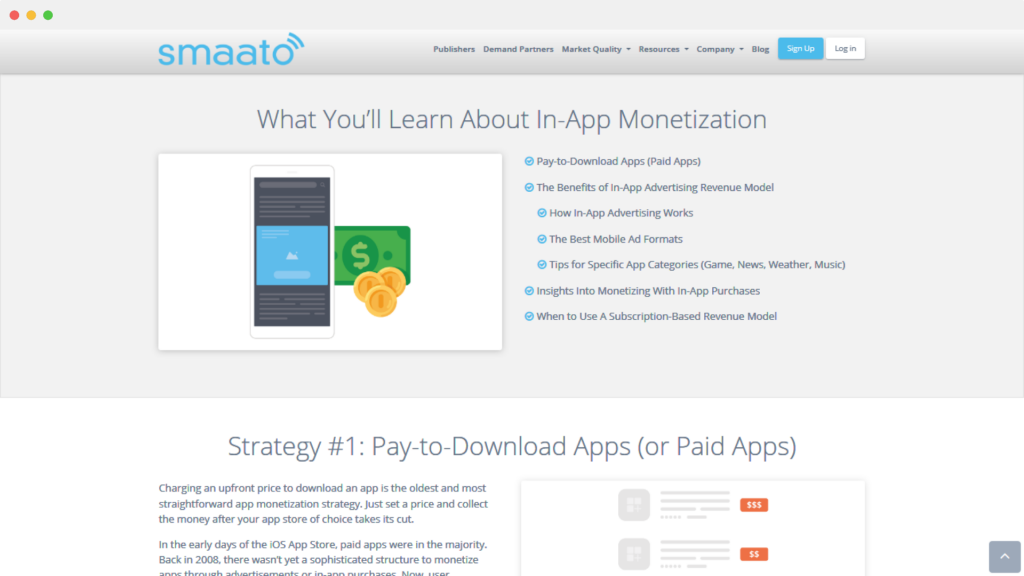 smaato
Publishers Demand Partners Market Quality Resources Company Blog Sign Up Log in
What You’ll Learn About In-App Monetization
Pay-to-Download Apps (Paid Apps)
The Benefits of In-App Advertising Revenue Model
How In-App Advertising Works
The Best Mobile Ad Formats
Tips for Specific App Categories (Game, News, Weather, Music)
Insights Into Monetizing With In-App Purchases
When to Use A Subscription-Based Revenue Model
$
Strategy #1: Pay-to-Download Apps (or Paid Apps)
Charging an upfront price to download an app is the oldest and most
straightforward app monetization strategy. Just set a price and collect
the money after your app store of choice takes its cut.
In the early days of the iOS App Store, paid apps were in the majority.
Back in 2008, there wasn’t yet a sophisticated structure to monetize
apps through advertisements or in-app purchases. Now, user
$$$
$$